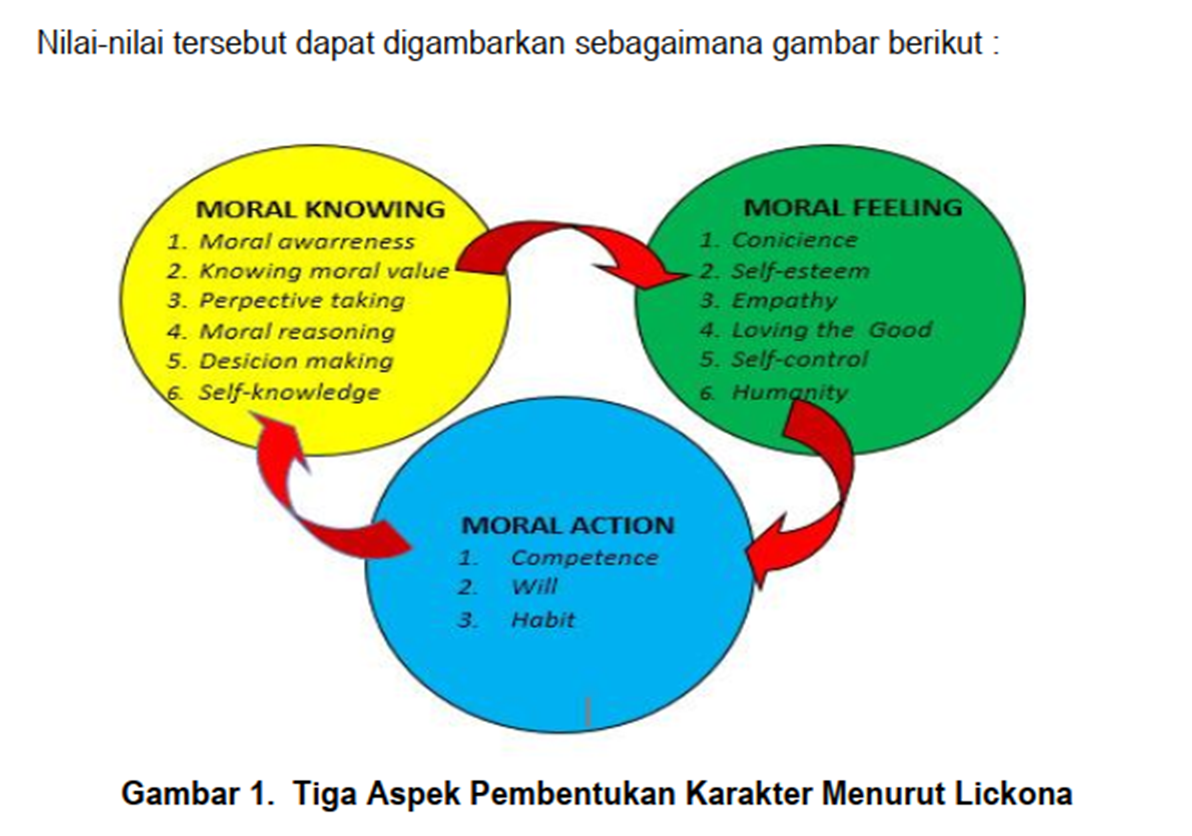 Nilai-nilai tersebut dapat digambarkan sebagaimana gambar berikut :
MORAL KNOWING
1. Moral awarreness
2. Knowing moral value
3. Perpective taking
4. Moral reasoning
5. Desicion making
6. Self-knowledge
MORAL FEELING
1. Conicience
2. Self-esteem
3. Empathy
4. Loving the Good
5. Self-control
6. Humanity
MORAL ACTION
1. Competence
2. Will
3. Habit
Gambar 1. Tiga Aspek Pembentukan Karakter Menurut Lickona